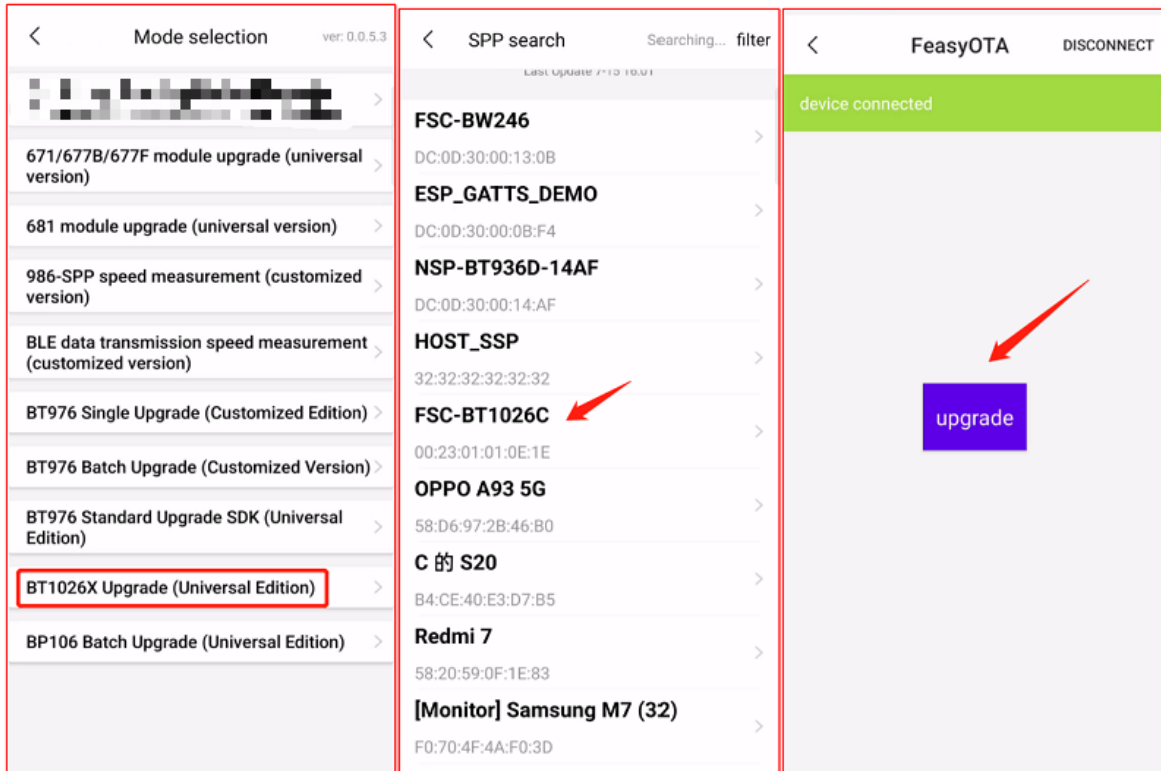 Mode selection
ver: 0.0.5.3
671/677B/677F module upgrade (universal
version)
681 module upgrade (universal version)
986-SPP speed measurement (customized
version)
BLE data transmission speed measurement
(customized version)
BT976 Single Upgrade (Customized Edition)
BT976 Batch Upgrade (Customized Version)
BT976 Standard Upgrade SDK (Universal
Edition)
BT1026X Upgrade (Universal Edition)
BP106 Batch Upgrade (Universal Edition)
SPP search
Searching...
filter
Last Update 7-15 16:01
FSC-BW246
DC:0D:30:00:13:0B
ESP_GATTS_DEMO
DC:0D:30:00:0B:F4
NSP-BT936D-14AF
DC:0D:30:00:14:AF
HOST_SSP
32:32:32:32:32:32
FSC-BT1026C
00:23:01:01:0E:1E
OPPO A93 5G
58:D6:97:2B:46:B0
C 的 S20
B4:CE:40:E3:D7:B5
Redmi 7
58:20:59:0F:1E:83
[Monitor] Samsung M7 (32)
F0:70:4F:4A:F0:3D
FeasyOTA
DISCONNECT
device connected
upgrade